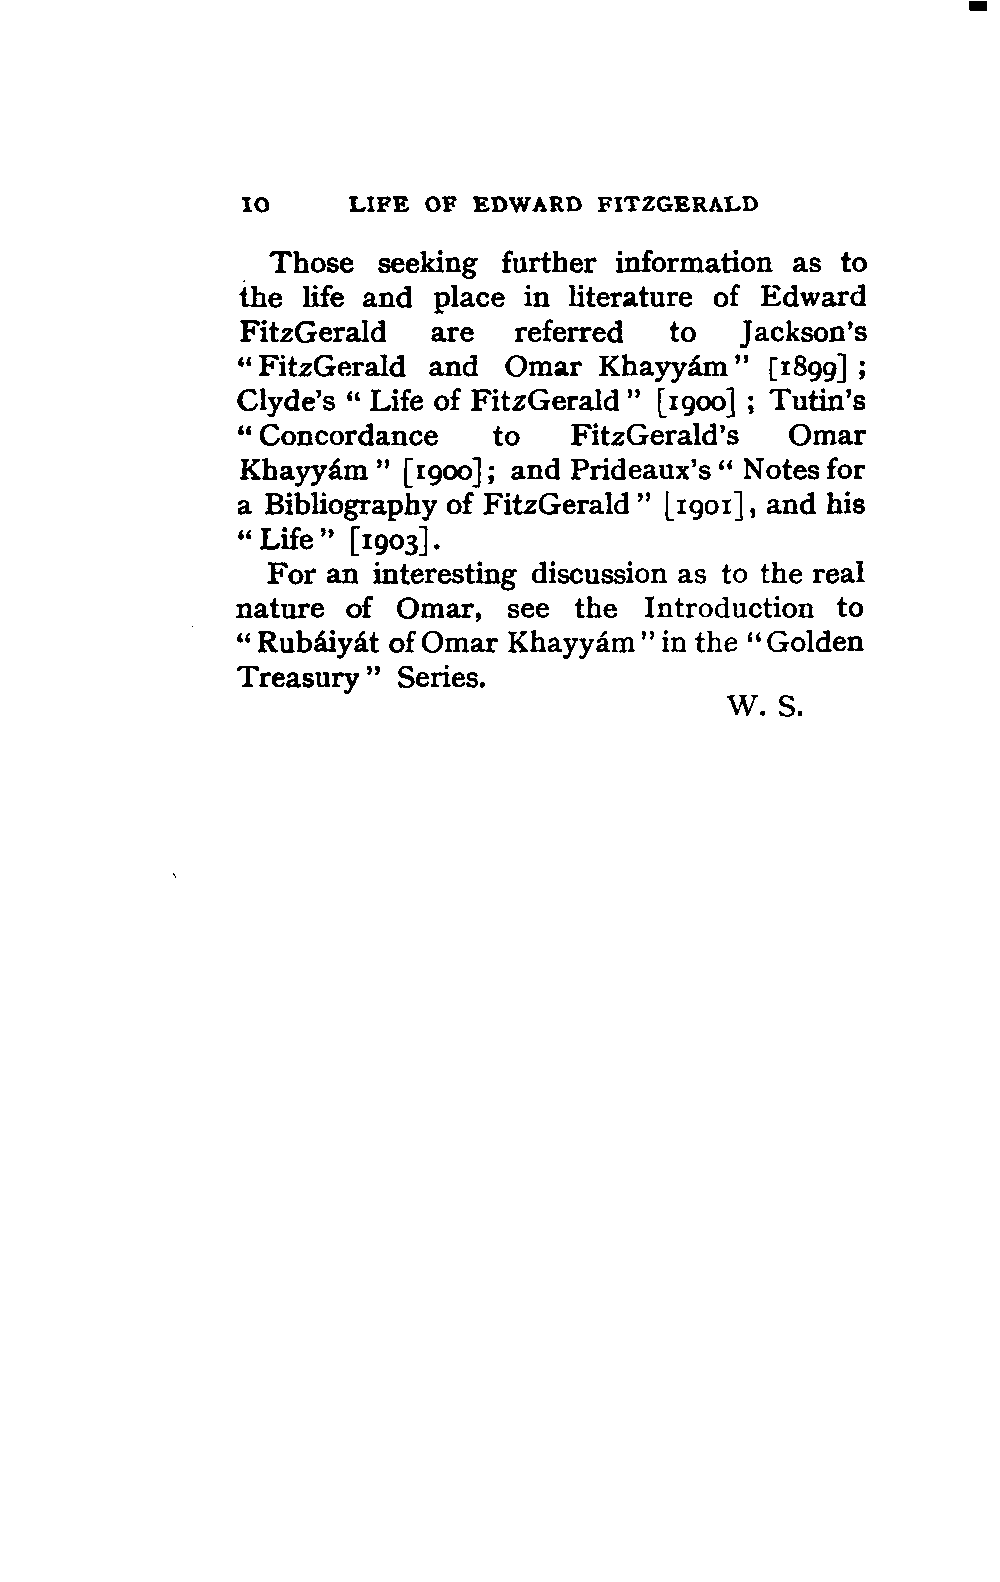 10 LIFE OF EDWARD FITZGERALD
Those seeking further information as to
the life and place in literature of Edward
FitzGerald are referred to Jackson's
“FitzGerald and Omar Khayyám” [1899] ;
Clyde's “ Life of FitzGerald ” [1900] ; Tutin's
“ Concordance to FitzGerald's Omar
Khayyám ” [1900]; and Prideaux's “ Notes for
a Bibliography of FitzGerald ” [1901], and his
“ Life ” [1903].
For an interesting discussion as to the real
nature of Omar, see the Introduction to
“ Rubáiyát of Omar Khayyám ” in the “ Golden
Treasury ” Series.
W. S.